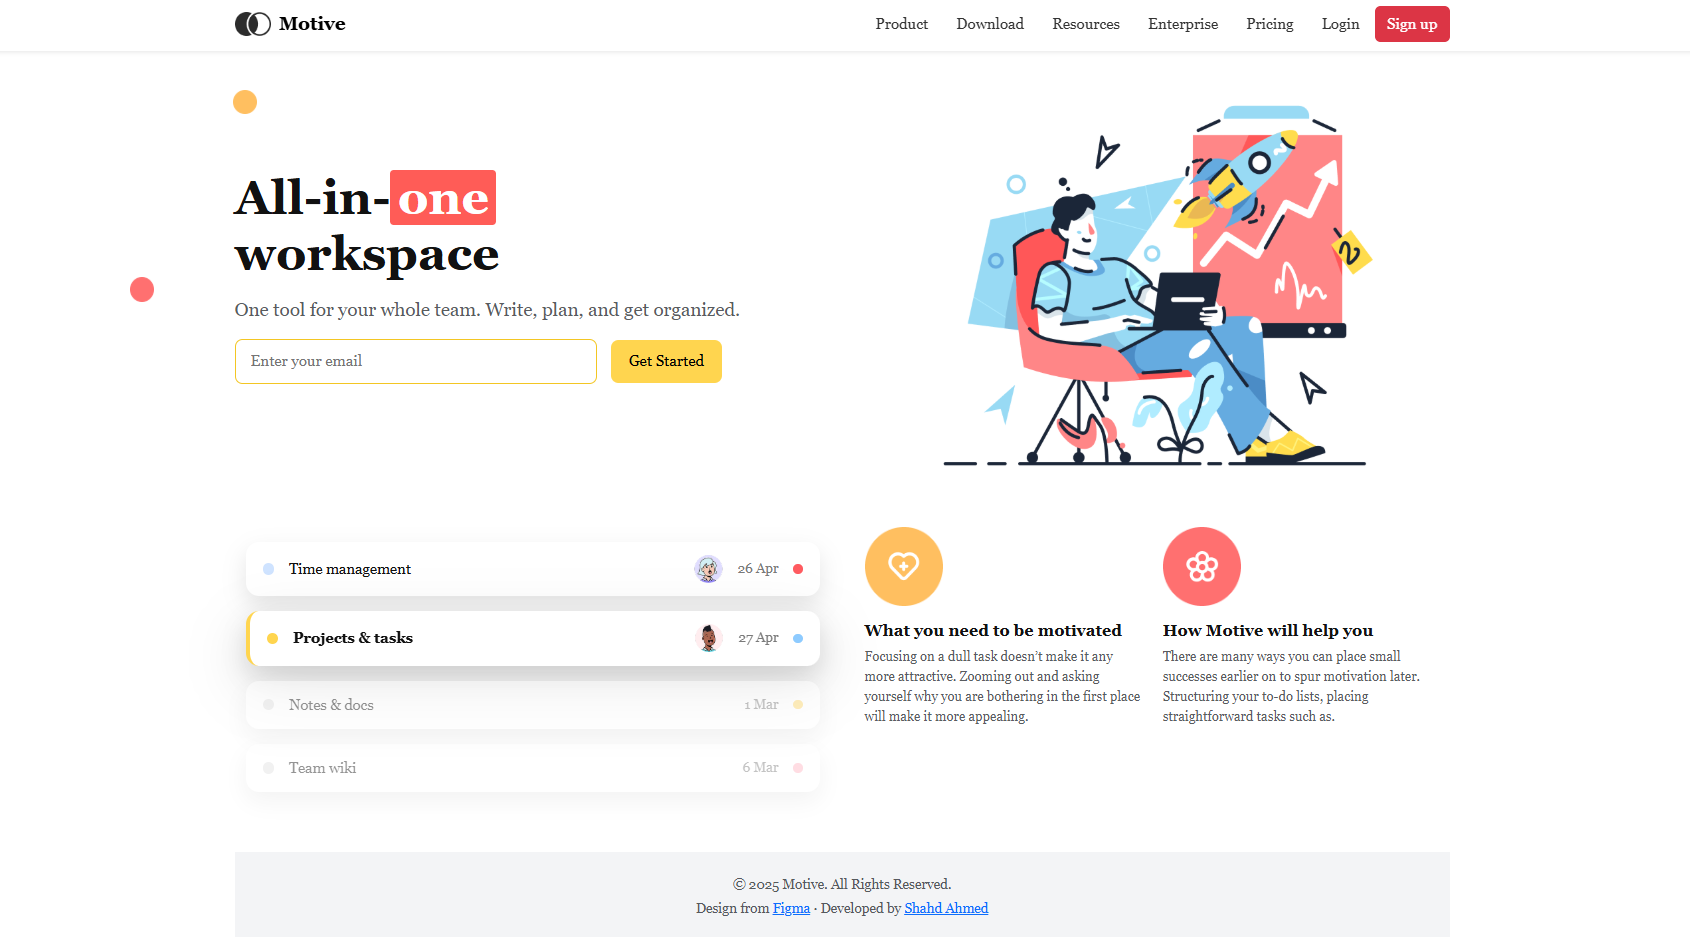 Motive
Product Download Resources Enterprise Pricing Login Sign up
All-in-one
workspace
One tool for your whole team. Write, plan, and get organized.
Enter your email
Get Started
Time management 26 Apr
Projects & tasks 27 Apr
Notes & docs 1 Mar
Team wiki 6 Mar
What you need to be motivated
Focusing on a dull task doesn’t make it any
more attractive. Zooming out and asking
yourself why you are bothering in the first place
will make it more appealing.
How Motive will help you
There are many ways you can place small
successes earlier on to spur motivation later.
Structuring your to-do lists, placing
straightforward tasks such as.
© 2025 Motive. All Rights Reserved.
Design from Figma · Developed by Shahd Ahmed